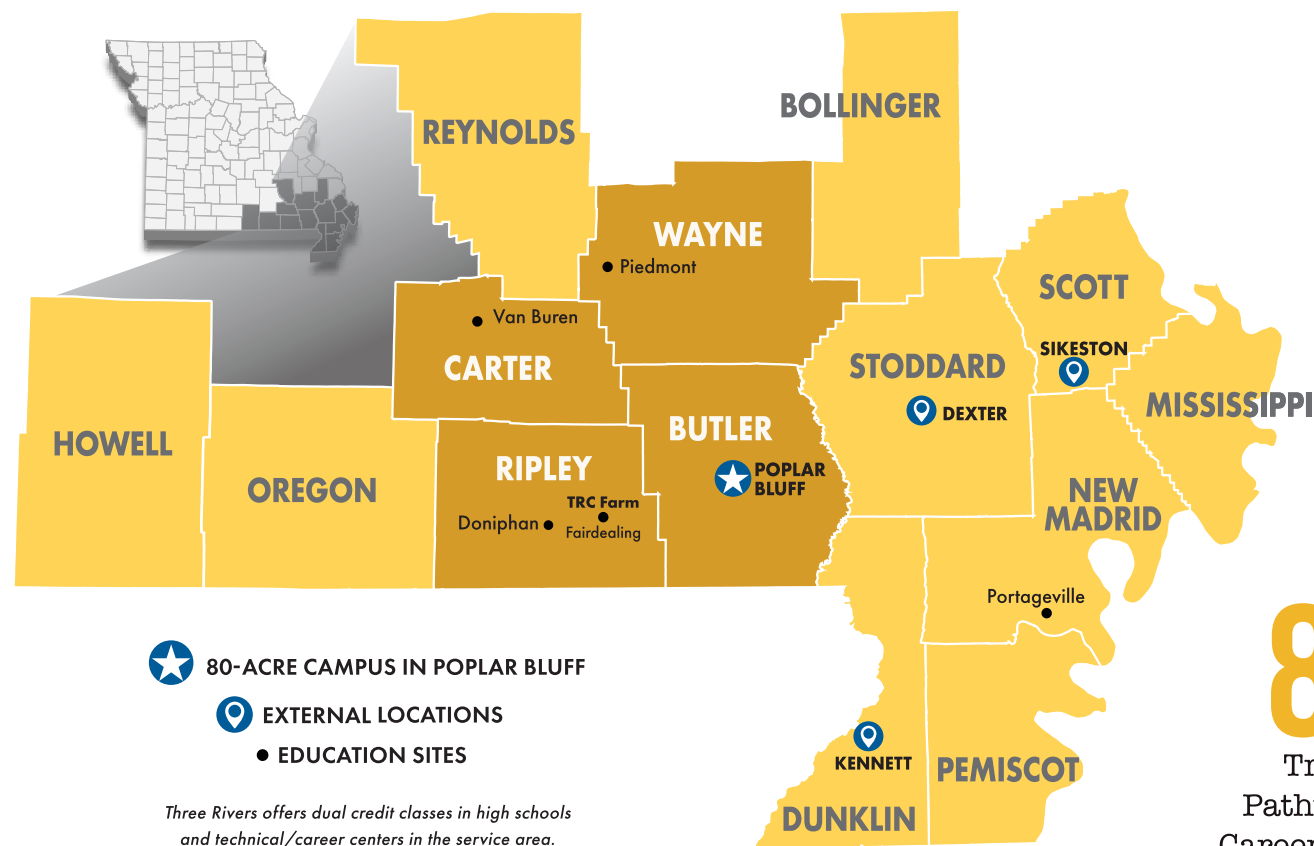 BOLLINGER
REYNOLDS
WAYNE
Piedmont
SCOTT
Van Buren
SIKESTON
CARTER
STODDARD
MISSISSIPPI
DEXTER
BUTLER
HOWELL
RIPLEY
POPLAR
BLUFF
OREGON
NEW
MADRID
TRC Farm
Doniphan
Fairdealing
Portageville
80-ACRE CAMPUS IN POPLAR BLUFF
EXTERNAL LOCATIONS
EDUCATION SITES
KENNETT
PEMISCOT
DUNKLIN
Three Rivers offers dual credit classes in high schools
and technical/career centers in the service area.
8
Tr